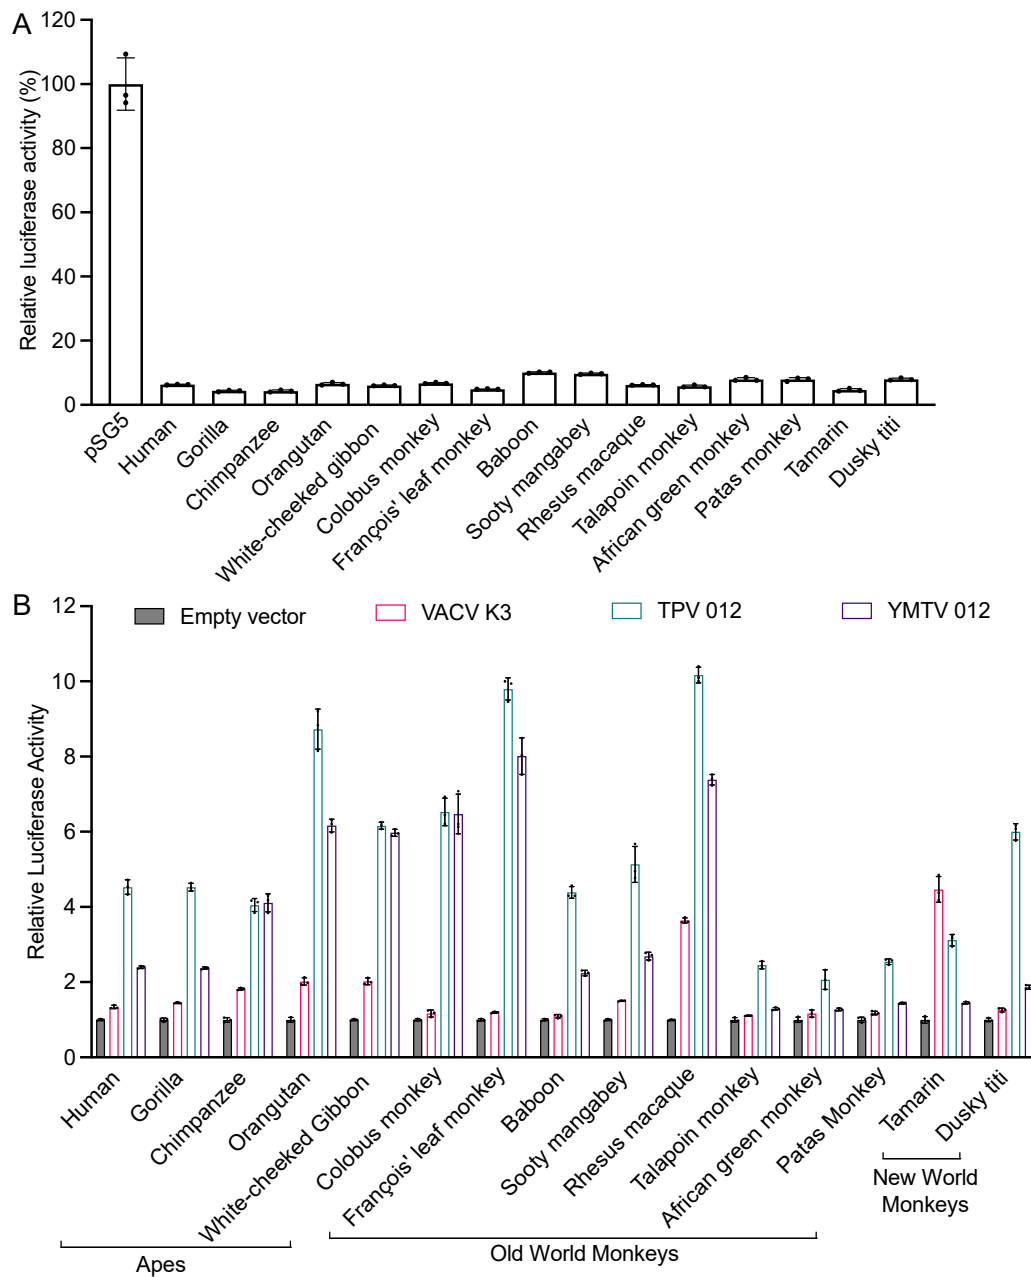 A
Relative luciferase activity (%)
120
100
80
60
40
20
0
pSG5
Human
Gorilla
Chimpanzee
Orangutan
White-cheeked gibbon
Colobus monkey
François' leaf monkey
Baboon
Sooty mangabey
Rhesus macaque
Talapoin monkey
African green monkey
Patas monkey
Tamarin
Dusky titi
B
Empty vector
VACV K3
TPV 012
YMTV 012
Relative Luciferase Activity
12
10
8
6
4
2
0
Human
Gorilla
Chimpanzee
Orangutan
White-cheeked Gibbon
Colobus monkey
François' leaf monkey
Baboon
Sooty mangabey
Rhesus macaque
Talapoin monkey
African green monkey
Patas Monkey
Tamarin
Dusky titi
Apes
Old World Monkeys
New World
Monkeys